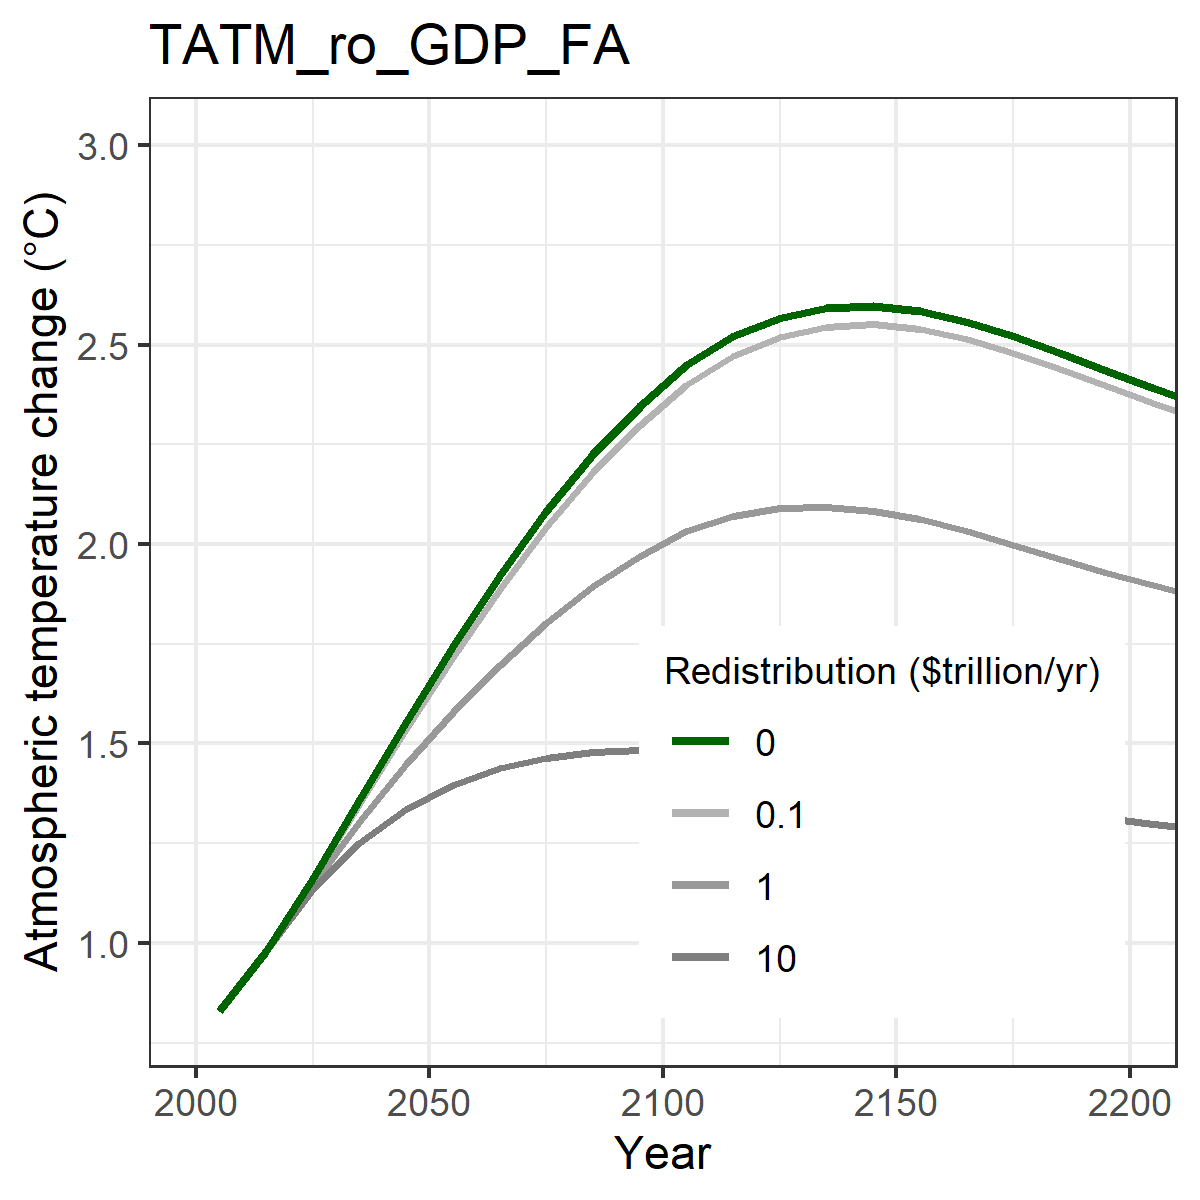 TATM_ro_GDP_FA
Atmospheric temperature change (°C)
3.0
2.5
2.0
1.5
1.0
Redistribution ($trillion/yr)
0
0.1
1
10
2000 2050 2100 2150 2200
Year